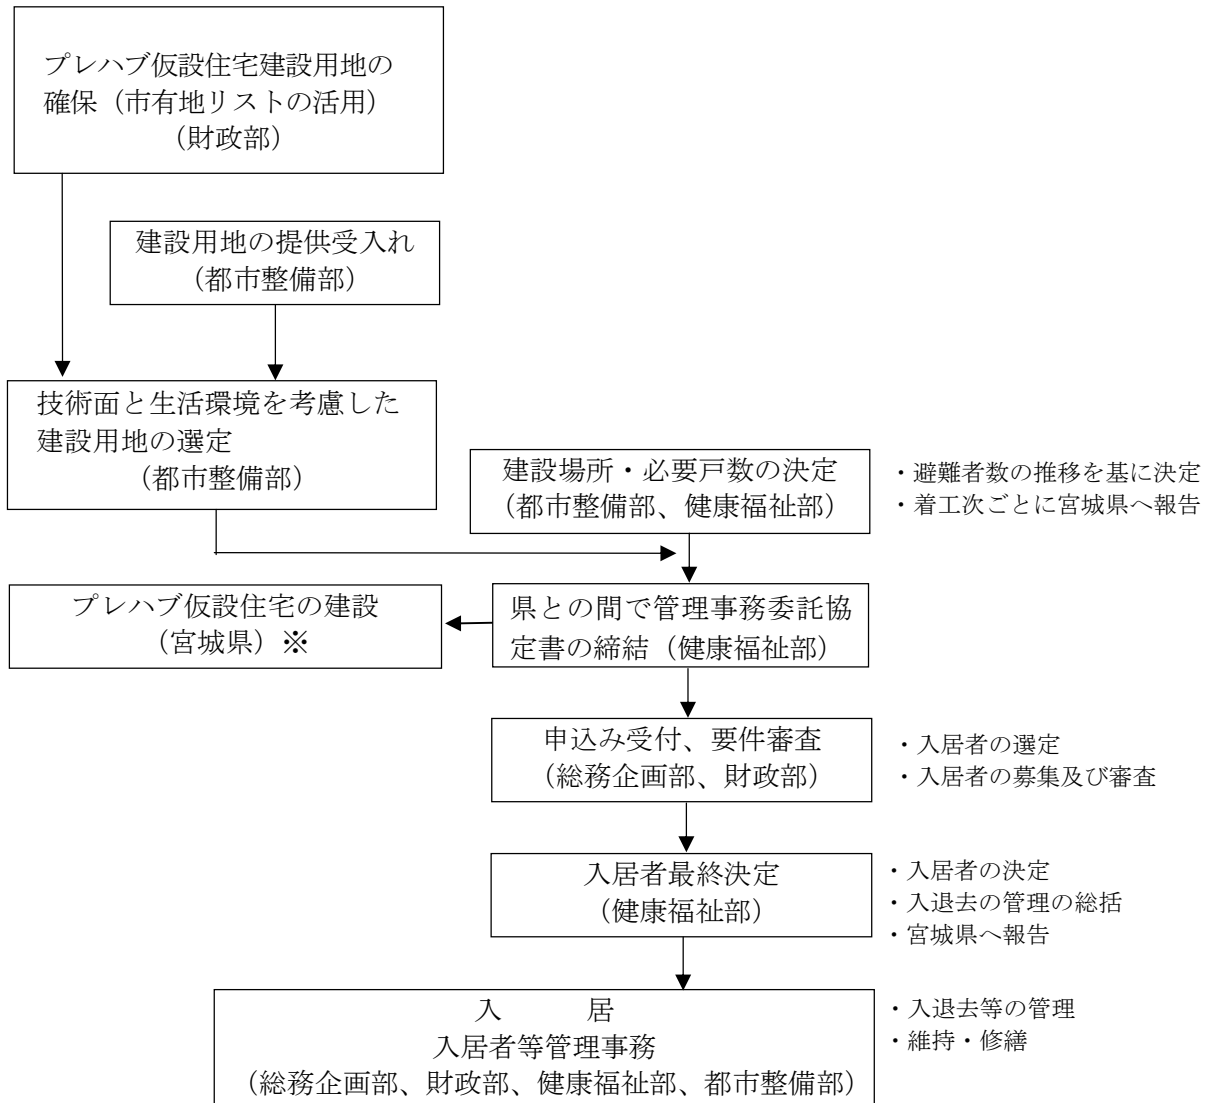 プレハブ仮設住宅建設用地の
確保(市有地リストの活用)
(財政部)
建設用地の提供受入れ
(都市整備部)
技術面と生活環境を考慮した
建設用地の選定
(都市整備部)
建設場所・必要戸数の決定
(都市整備部、健康福祉部)
・避難者数の推移を基に決定
・着工次ごとに宮城県へ報告
プレハブ仮設住宅の建設
(宮城県)※
県との間で管理事務委託協
定書の締結(健康福祉部)
申込み受付、要件審査
(総務企画部、財政部)
・入居者の選定
・入居者の募集及び審査
入居者最終決定
(健康福祉部)
・入居者の決定
・入退去の管理の総括
・宮城県へ報告
入 居
入居者等管理事務
(総務企画部、財政部、健康福祉部、都市整備部)
・入退去等の管理
・維持・修繕